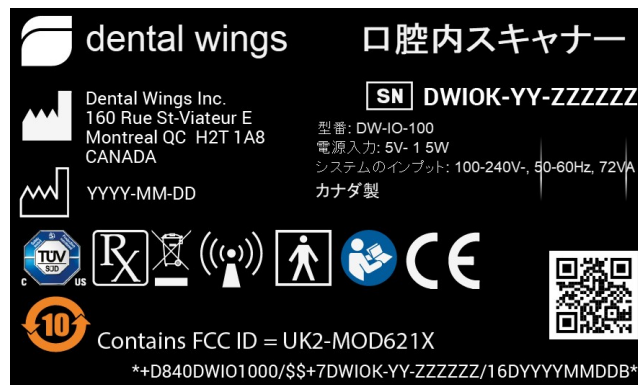 dental wings
口腔内スキャナー
SN DWIOK-YY-ZZZZZZ
Dental Wings Inc.
160 Rue St-Viateur E
Montreal QC H2T 1A8
CANADA
YYYY-MM-DD
型番: DW-IO-100
電源入力: 5V- 1 5W
システムのインプット: 100-240V-, 50-60Hz, 72VA
カナダ製
TÜV
SÜD
C US
Rx
CE
10
Contains FCC ID = UK2-MOD621X
*+D840DWIO1000/$$+7DWIOK-YY-ZZZZZZ/16DYYYYMMDDB*